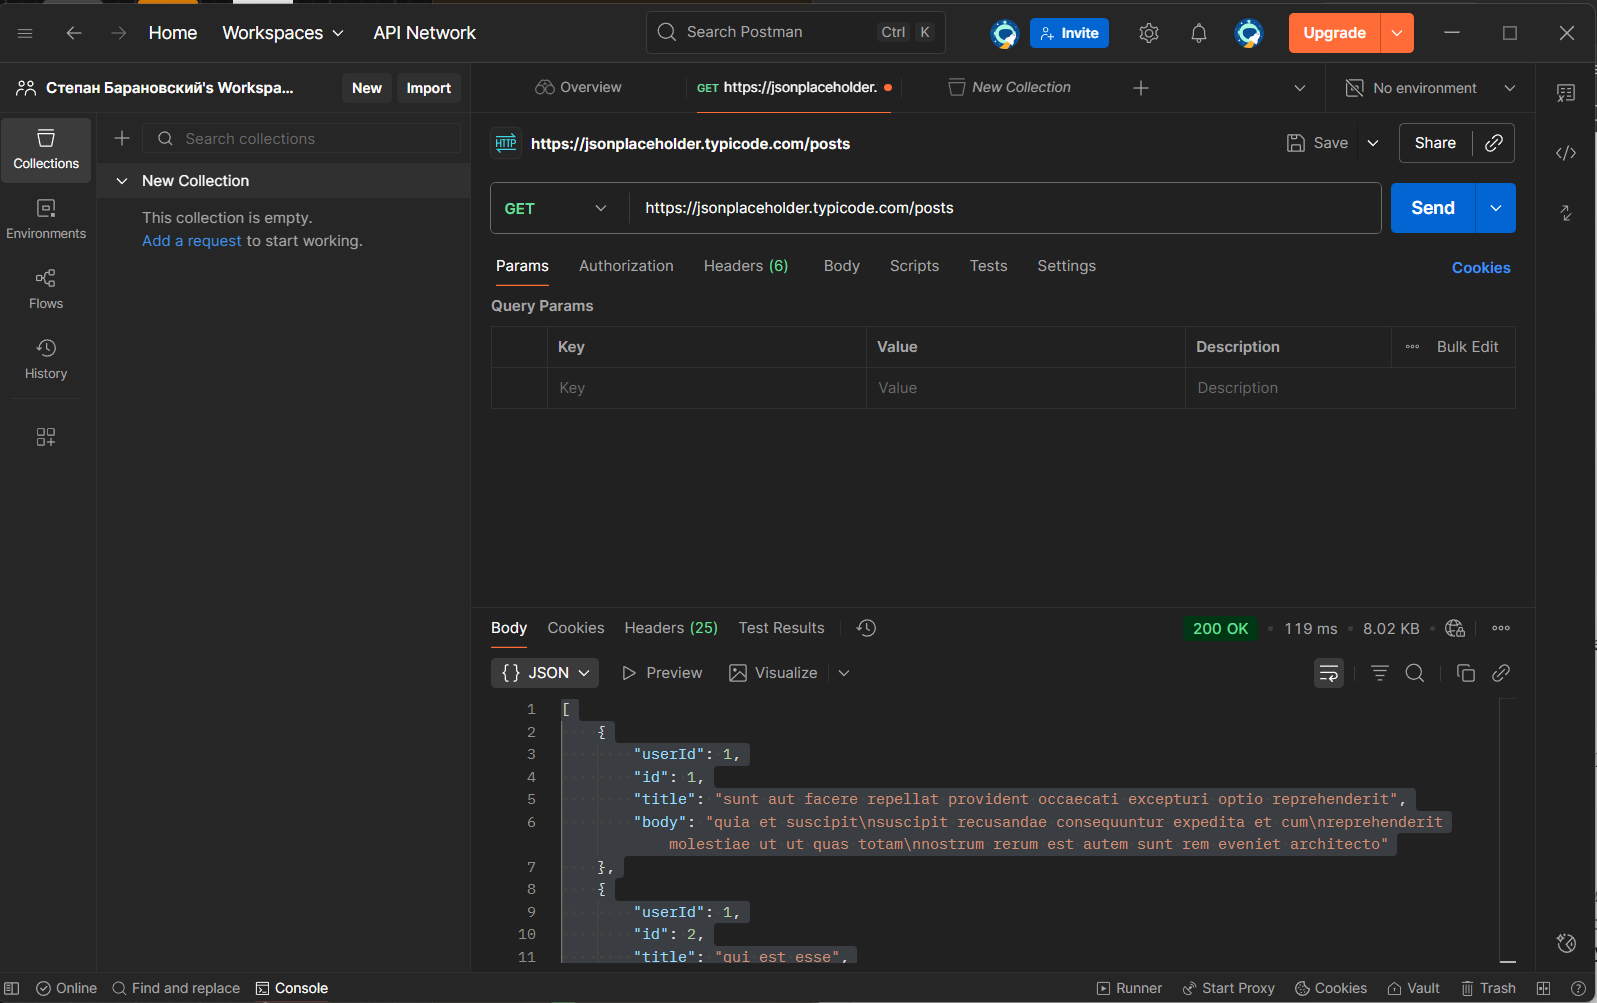 Home Workspaces API Network Search Postman Ctrl K Invite Upgrade
Степан Барановский's Workspa... New Import Overview GET https://jsonplaceholder. New Collection No environment
Search collections
Collections
Environments
Flows
History
New Collection
This collection is empty.
Add a request to start working.
HTTP https://jsonplaceholder.typicode.com/posts Save Share
GET https://jsonplaceholder.typicode.com/posts Send
Params Authorization Headers (6) Body Scripts Tests Settings Cookies
Query Params
Key Value Description Bulk Edit
Key Value Description
Body Cookies Headers (25) Test Results 200 OK • 119 ms • 8.02 KB •
{} JSON Preview Visualize
1 [
2 {
3 "userId": 1,
4 "id": 1,
5 "title": "sunt aut facere repellat provident occaecati excepturi optio reprehenderit",
6 "body": "quia et suscipit\nsuscipit recusandae consequuntur expedita et cum\nreprehenderit
molestiae ut ut quas totam\nnostrum rerum est autem sunt rem eveniet architecto"
7 },
8 {
9 "userId": 1,
10 "id": 2,
11 "title": "qui est esse",
Online Find and replace Console Runner Start Proxy Cookies Vault Trash